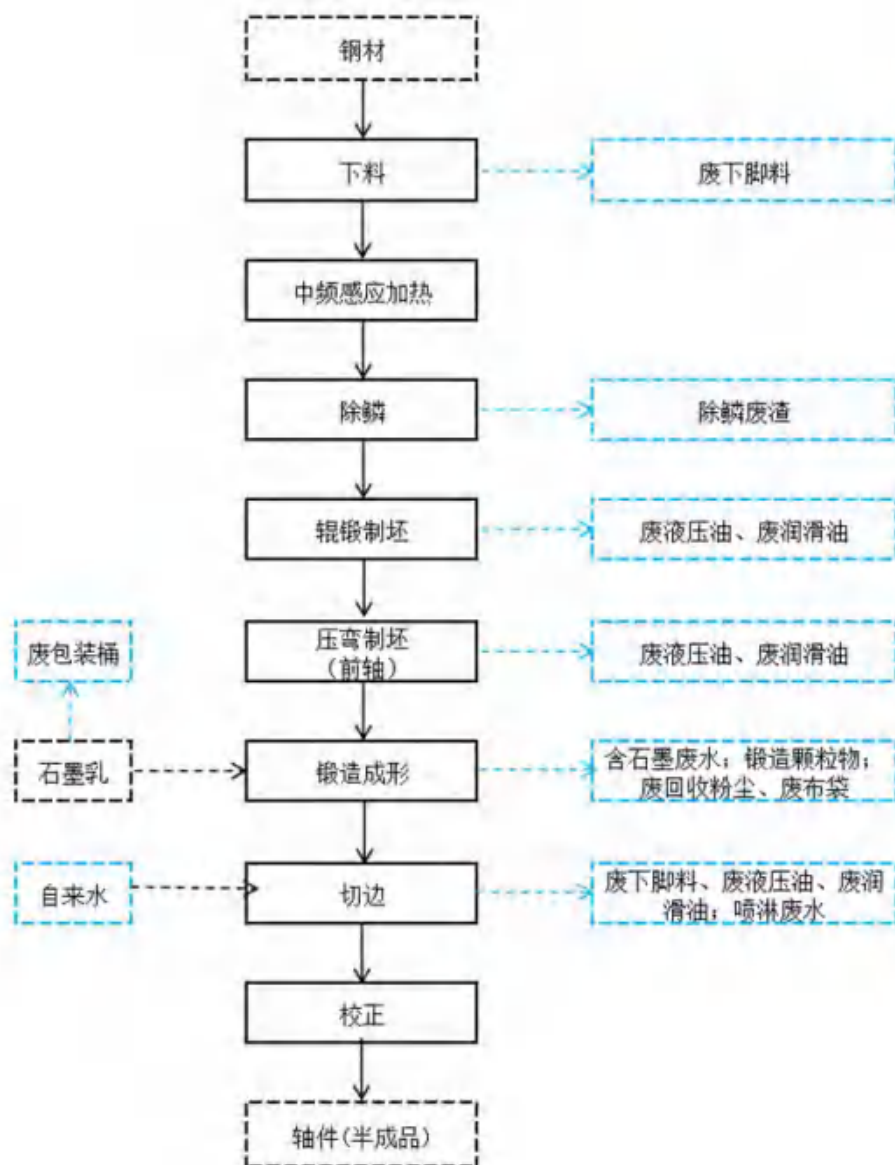 钢材
下料
废下脚料
中频感应加热
除鳞
除鳞废渣
辊锻制坯
废液压油、废润滑油
废包装桶
压弯制坯
（前轴）
废液压油、废润滑油
石墨乳
锻造成形
含石墨废水；锻造颗粒物；
废回收粉尘、废布袋
自来水
切边
废下脚料、废液压油、废润
滑油；喷淋废水
校正
轴件(半成品)